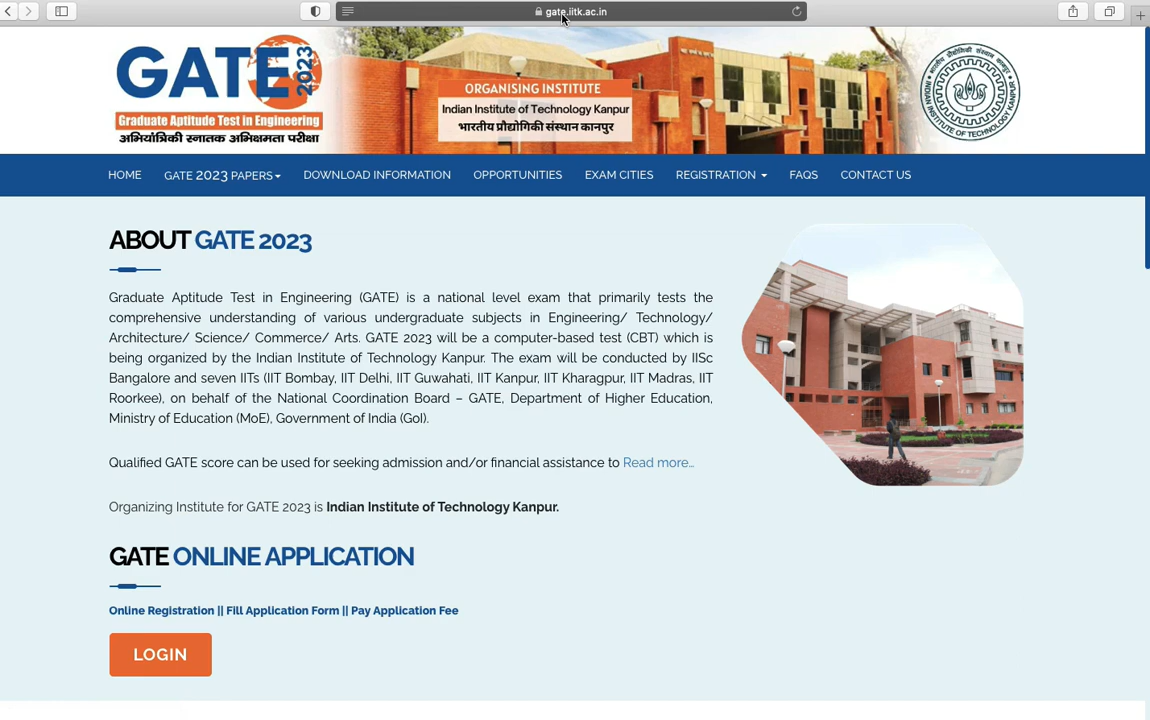 gate.iitk.ac.in
GATE 2023
Graduate Aptitude Test in Engineering
अभियांत्रिकी स्नातक अभिक्षमता परीक्षा
ORGANISING INSTITUTE
Indian Institute of Technology Kanpur
भारतीय प्रौद्योगिकी संस्थान कानपुर
HOME GATE 2023 PAPERS DOWNLOAD INFORMATION OPPORTUNITIES EXAM CITIES REGISTRATION FAQS CONTACT US
ABOUT GATE 2023
Graduate Aptitude Test in Engineering (GATE) is a national level exam that primarily tests the
comprehensive understanding of various undergraduate subjects in Engineering/ Technology/
Architecture/ Science/ Commerce/ Arts. GATE 2023 will be a computer-based test (CBT) which is
being organized by the Indian Institute of Technology Kanpur. The exam will be conducted by IISc
Bangalore and seven IITs (IIT Bombay, IIT Delhi, IIT Guwahati, IIT Kanpur, IIT Kharagpur, IIT Madras, IIT
Roorkee), on behalf of the National Coordination Board – GATE, Department of Higher Education,
Ministry of Education (MoE), Government of India (GoI).
Qualified GATE score can be used for seeking admission and/or financial assistance to Read more...
Organizing Institute for GATE 2023 is Indian Institute of Technology Kanpur.
GATE ONLINE APPLICATION
Online Registration || Fill Application Form || Pay Application Fee
LOGIN